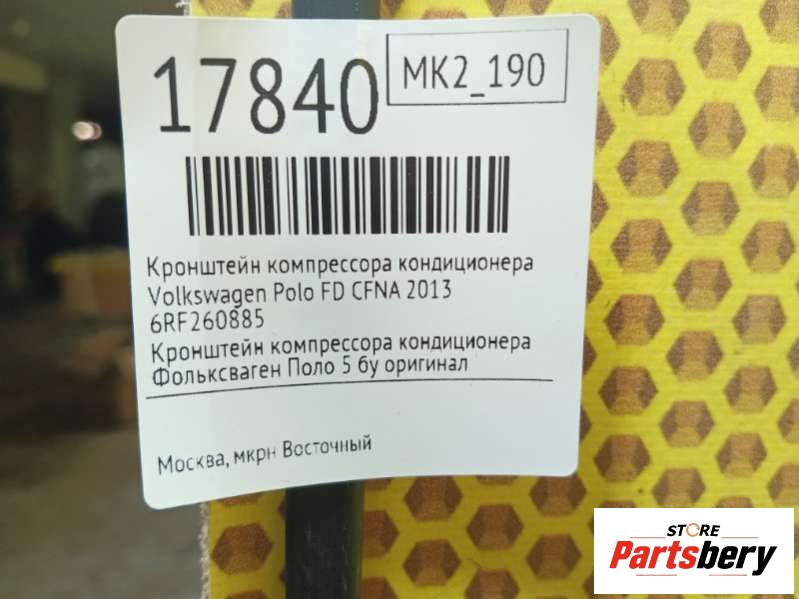 17840
MK2_190
Кронштейн компрессора кондиционера
Volkswagen Polo FD CFNA 2013
6RF260885
Кронштейн компрессора кондиционера
Фольксваген Поло 5 бу оригинал
Москва, мкрн Восточный
STORE
Partsbery